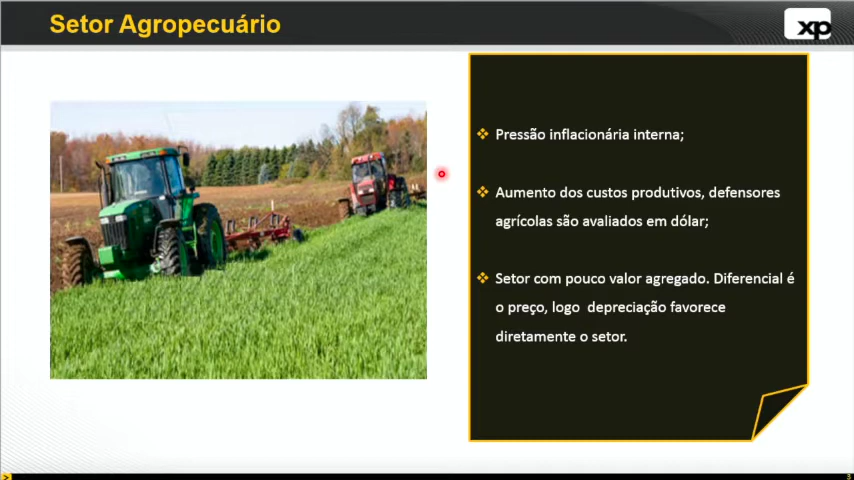 Setor Agropecuário
xp
Pressão inflacionária interna;
Aumento dos custos produtivos, defensores
agrícolas são avaliados em dólar;
Setor com pouco valor agregado. Diferencial é
o preço, logo depreciação favorece
diretamente o setor.
3